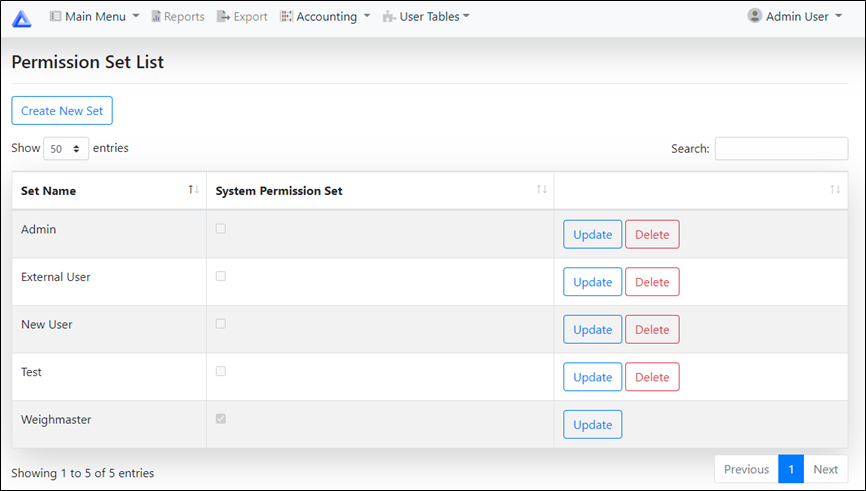 Main Menu Reports Export Accounting User Tables Admin User
Permission Set List
Create New Set
Show 50 entries Search:
Set Name System Permission Set
Admin Update Delete
External User Update Delete
New User Update Delete
Test Update Delete
Weighmaster Update
Showing 1 to 5 of 5 entries Previous 1 Next